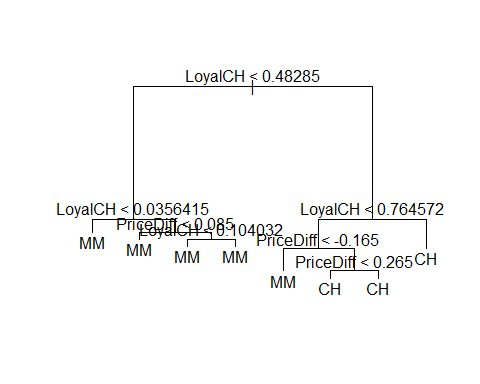 LoyalCH < 0.48285
LoyalCH < 0.0356415
LoyalCH < 0.764572
PriceDiff < 0.085
LoyalCH < 0.104032
MM
MM
MM
MM
PriceDiff < -0.165
CH
PriceDiff < 0.265
MM
CH
CH